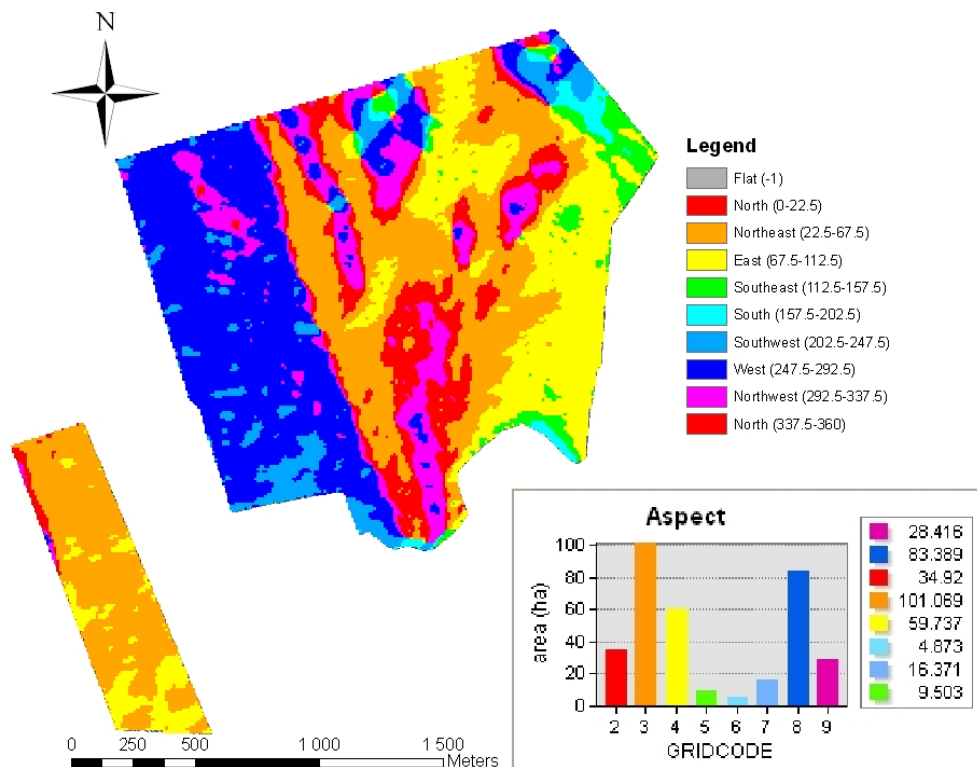 N
Legend
Flat (-1)
North (0-22.5)
Northeast (22.5-67.5)
East (67.5-112.5)
Southeast (112.5-157.5)
South (157.5-202.5)
Southwest (202.5-247.5)
West (247.5-292.5)
Northwest (292.5-337.5)
North (337.5-360)
Aspect
area (ha)
100
80
60
40
20
0
2 3 4 5 6 7 8 9
GRIDCODE
28.416
83.389
34.92
101.069
59.737
4.873
16.371
9.503
0 250 500 1 000 1 500
Meters